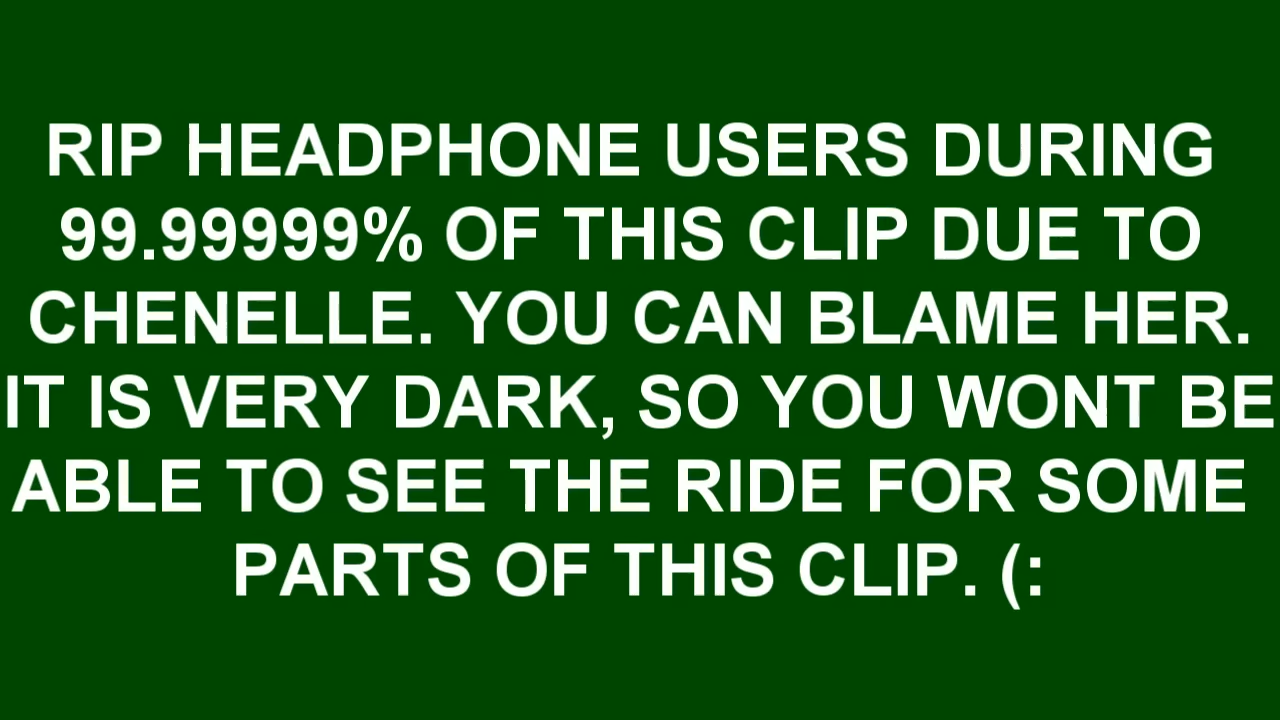 RIP HEADPHONE USERS DURING
99.99999% OF THIS CLIP DUE TO
CHENELLE. YOU CAN BLAME HER.
IT IS VERY DARK, SO YOU WONT BE
ABLE TO SEE THE RIDE FOR SOME
PARTS OF THIS CLIP. (: